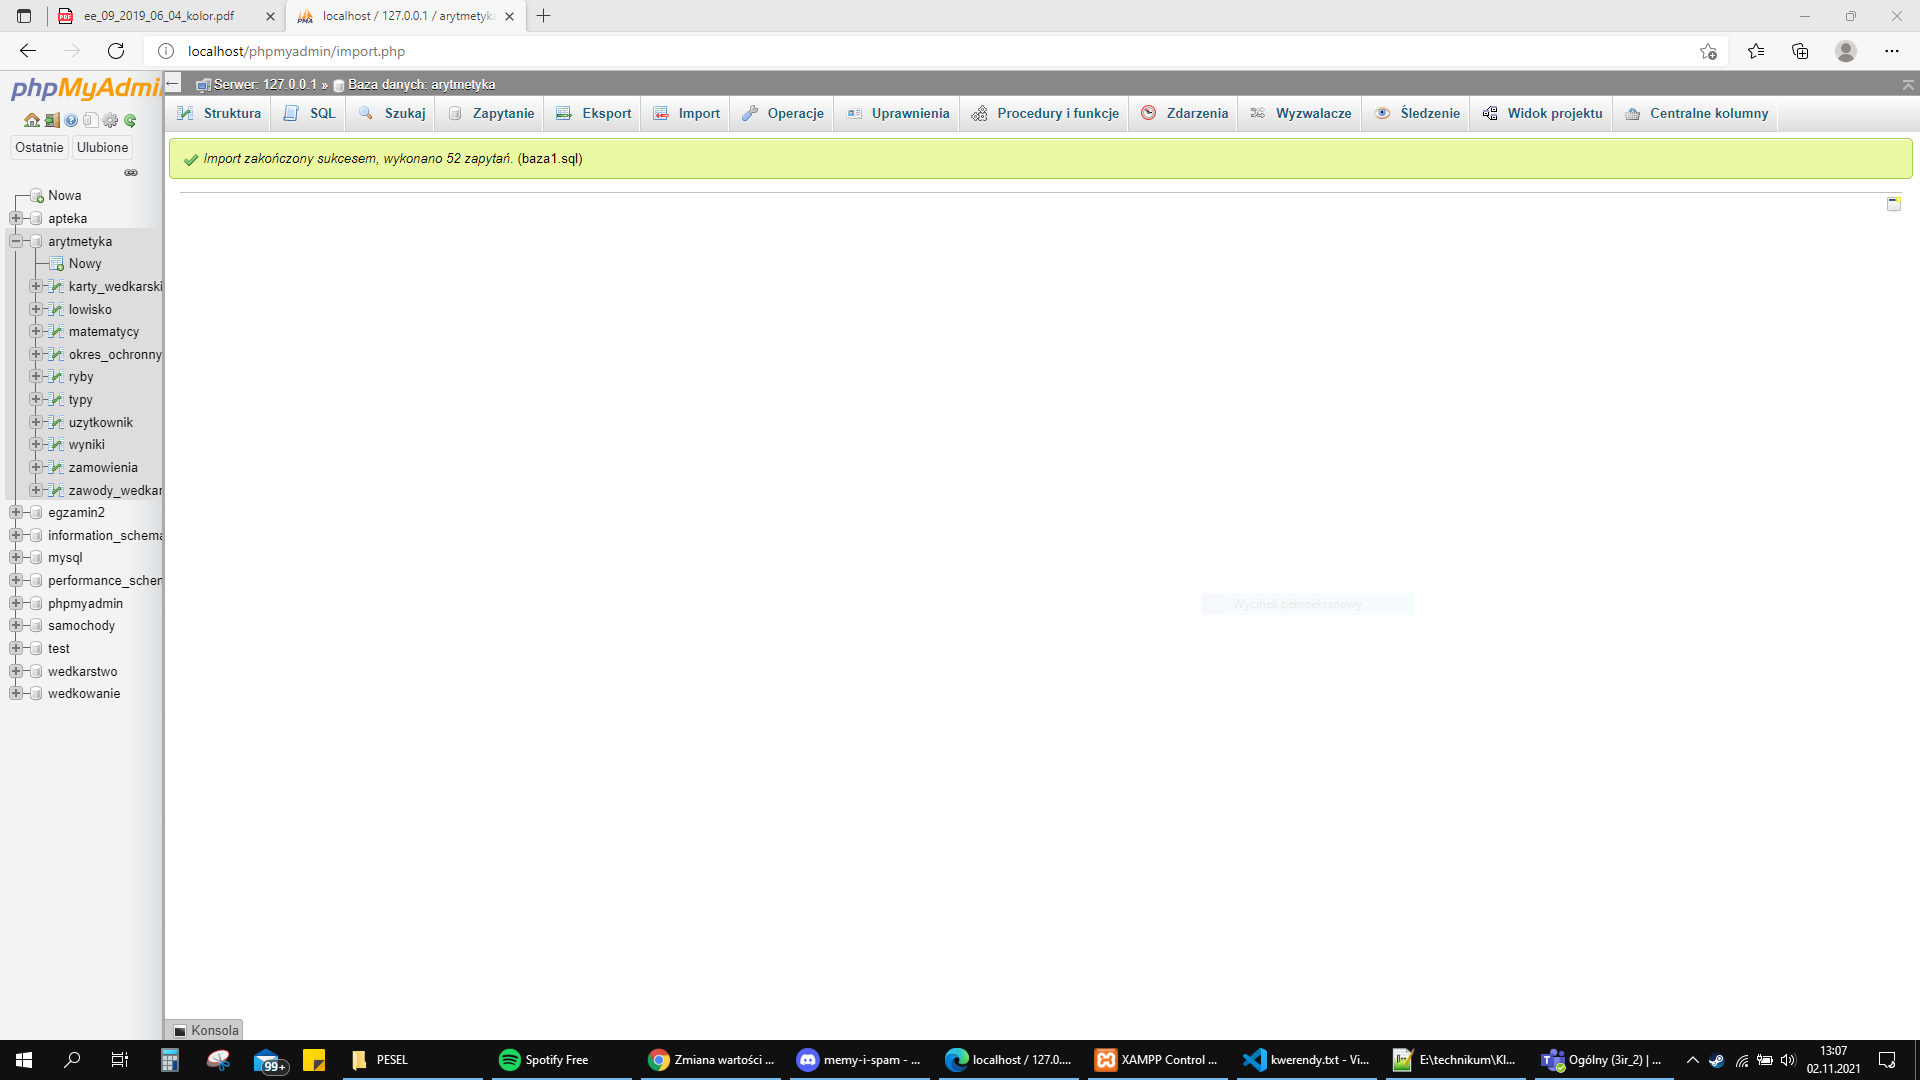 ee_09_2019_06_04_kolor.pdf
localhost / 127.0.0.1 / arytmetyka
localhost/phpmyadmin/import.php
phpMyAdmi
Serwer: 127.0.0.1 » Baza danych: arytmetyka
Struktura
SQL
Szukaj
Zapytanie
Eksport
Import
Operacje
Uprawnienia
Procedury i funkcje
Zdarzenia
Wyzwalacze
Śledzenie
Widok projektu
Centralne kolumny
Ostatnie
Ulubione
Import zakończony sukcesem, wykonano 52 zapytań. (baza1.sql)
Nowa
apteka
arytmetyka
Nowy
karty_wedkarski
lowisko
matematycy
okres_ochronny
ryby
typy
uzytkownik
wyniki
zamowienia
zawody_wedkar
egzamin2
information_schema
mysql
performance_schem
phpmyadmin
samochody
test
wedkarstwo
wedkowanie
Wycinek pełnoekranowy
Konsola
99+
PESEL
Spotify Free
Zmiana wartości ...
memy-i-spam - ...
localhost / 127.0....
XAMPP Control ...
kwerendy.txt - Vi...
E:\technikum\Kl...
Ogólny (3ir_2) | ...
13:07
02.11.2021